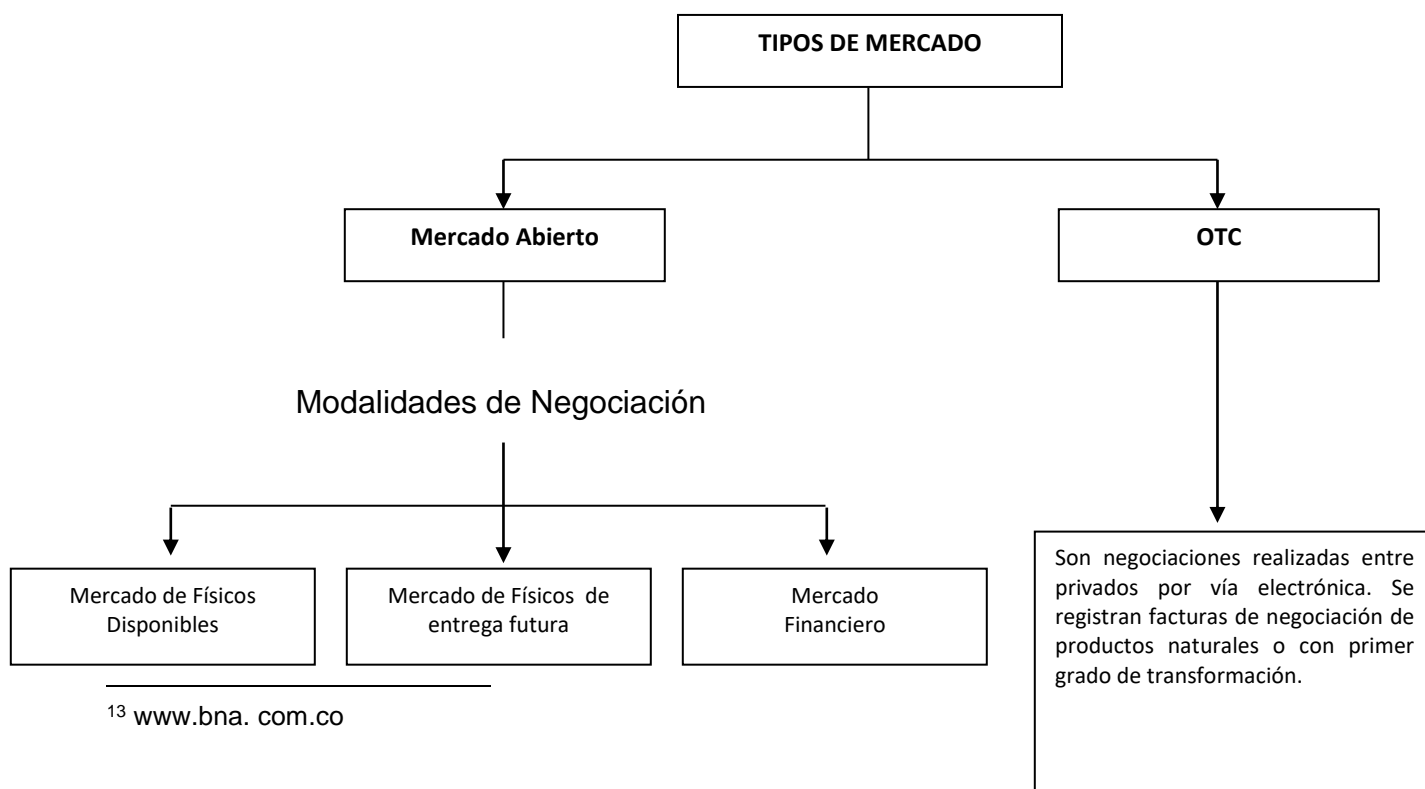 TIPOS DE MERCADO
Mercado Abierto
OTC
Modalidades de Negociación
Mercado de Físicos
Disponibles
Mercado de Físicos de
entrega futura
Mercado
Financiero
Son negociaciones realizadas entre
privados por vía electrónica. Se
registran facturas de negociación de
productos naturales o con primer
grado de transformación.
13 www.bna. com.co